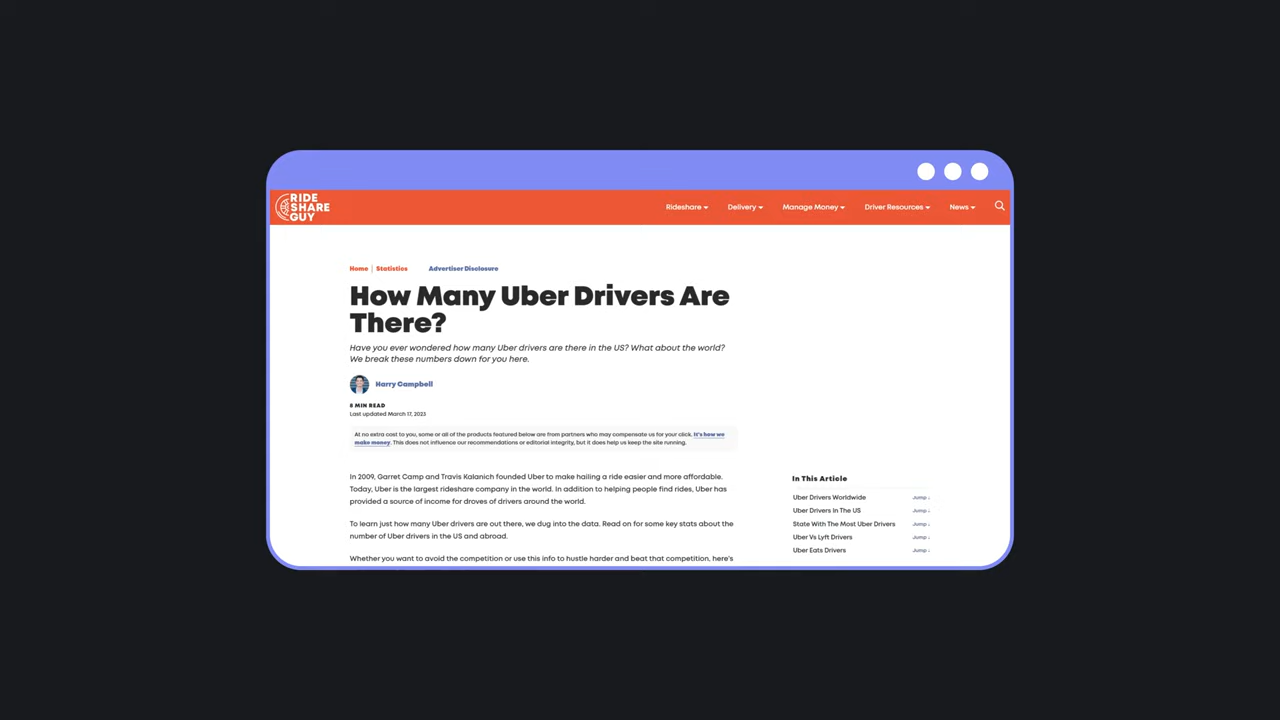 RIDE
SHARE
GUY
Rideshare Delivery Manage Money Driver Resources News
Home | Statistics Advertiser Disclosure
How Many Uber Drivers Are
There?
Have you ever wondered how many Uber drivers are there in the US? What about the world?
We break these numbers down for you here.
Harry Campbell
8 MIN READ
Last updated March 17, 2023
At no extra cost to you, some or all of the products featured below are from partners who may compensate us for your click. It's how we
make money. This does not influence our recommendations or editorial integrity, but it does help us keep the site running.
In 2009, Garret Camp and Travis Kalanich founded Uber to make hailing a ride easier and more affordable.
Today, Uber is the largest rideshare company in the world. In addition to helping people find rides, Uber has
provided a source of income for droves of drivers around the world.
To learn just how many Uber drivers are out there, we dug into the data. Read on for some key stats about the
number of Uber drivers in the US and abroad.
Whether you want to avoid the competition or use this info to hustle harder and beat that competition, here's
In This Article
Uber Drivers Worldwide Jump ↓
Uber Drivers In The US Jump ↓
State With The Most Uber Drivers Jump ↓
Uber Vs Lyft Drivers Jump ↓
Uber Eats Drivers Jump ↓